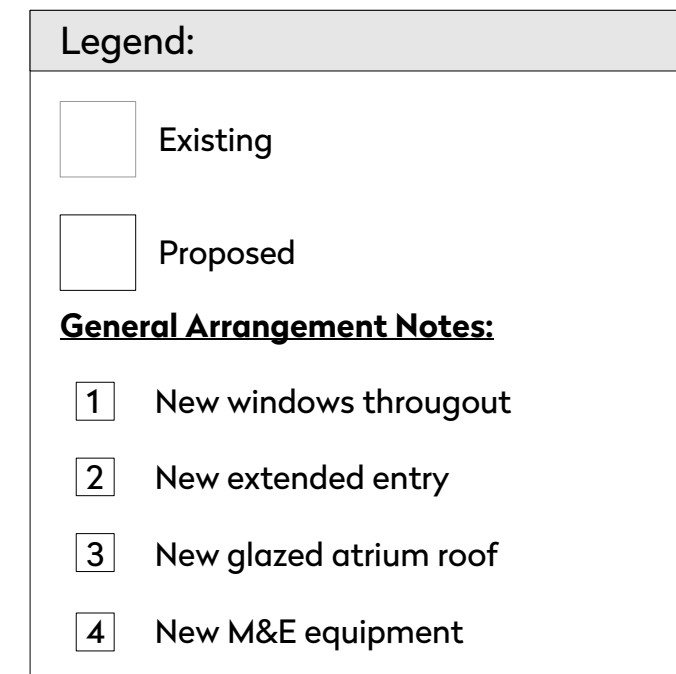 Legend:
Existing
Proposed
General Arrangement Notes:
1 New windows througout
2 New extended entry
3 New glazed atrium roof
4 New M&E equipment